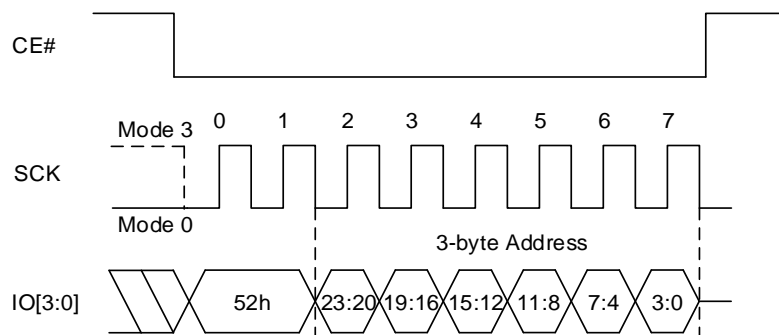 CE#
Mode 3 0 1 2 3 4 5 6 7
SCK
Mode 0
3-byte Address
IO[3:0] 52h 23:20 19:16 15:12 11:8 7:4 3:0